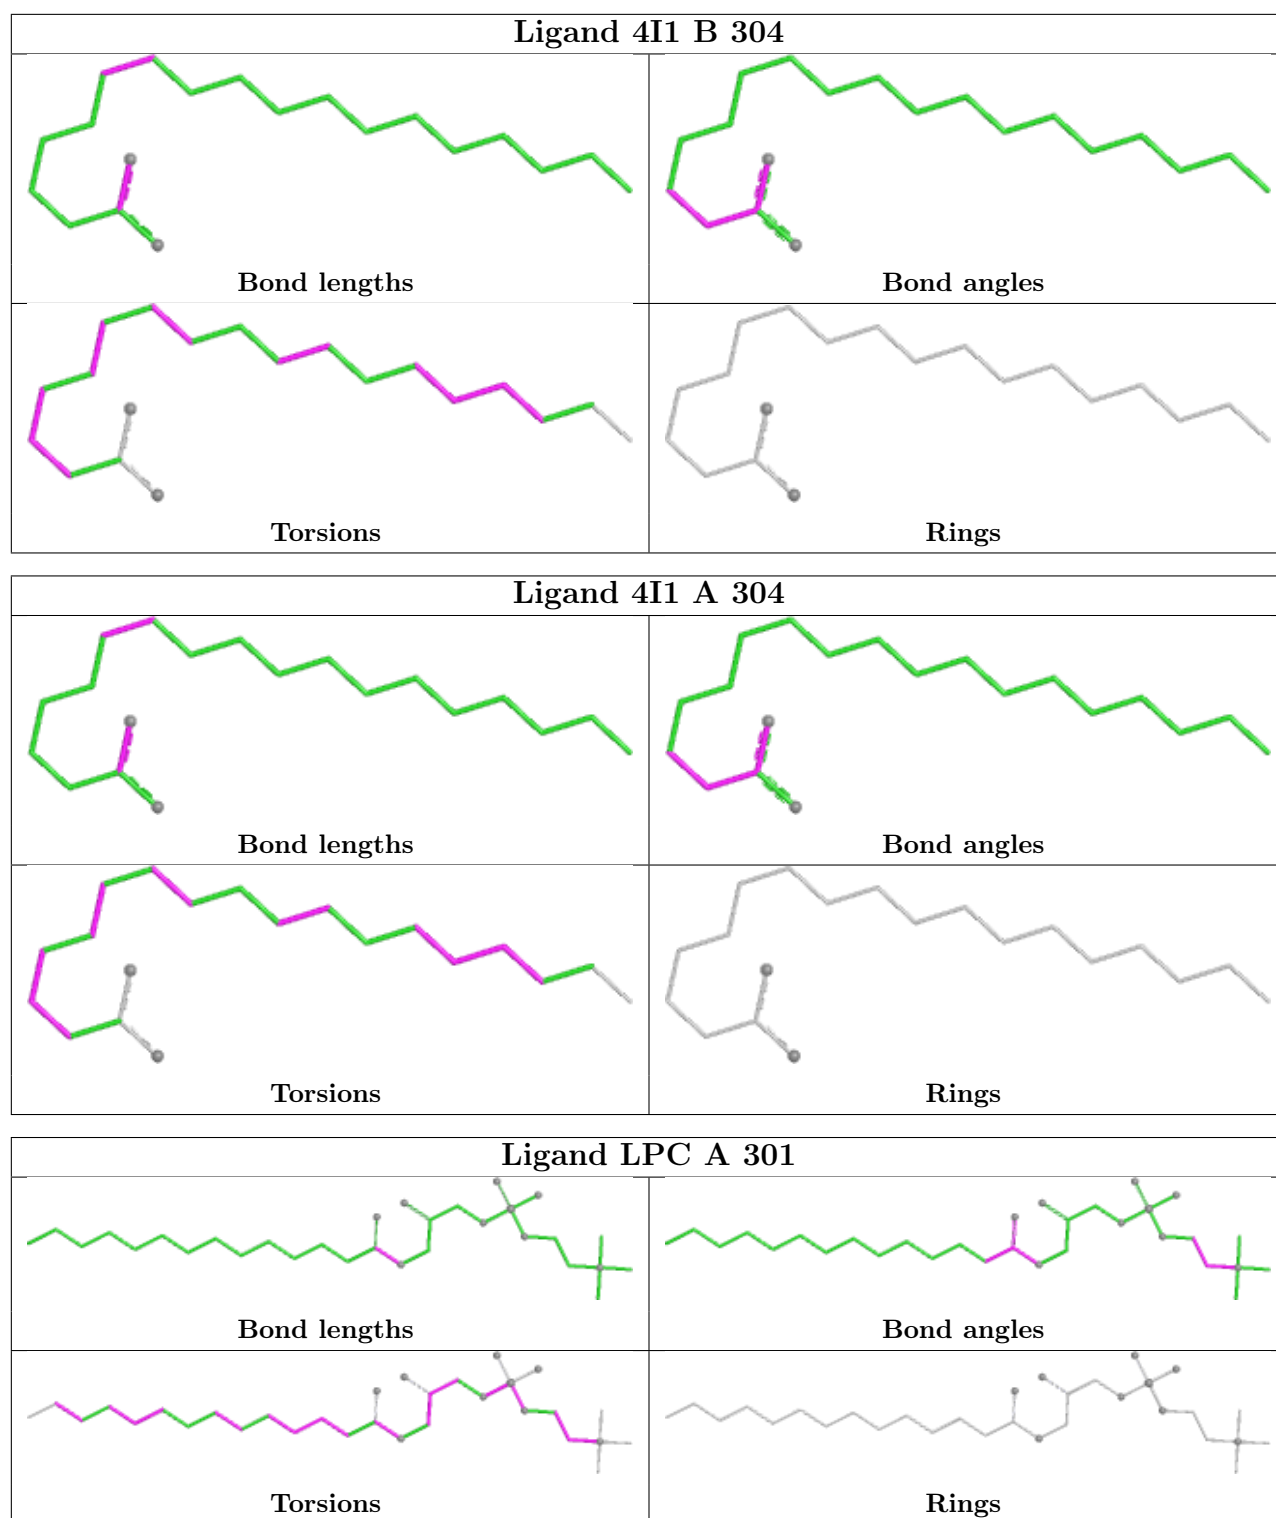 Ligand 4I1 B 304
Bond lengths
Bond angles
Torsions
Rings
Ligand 4I1 A 304
Bond lengths
Bond angles
Torsions
Rings
Ligand LPC A 301
Bond lengths
Bond angles
Torsions
Rings